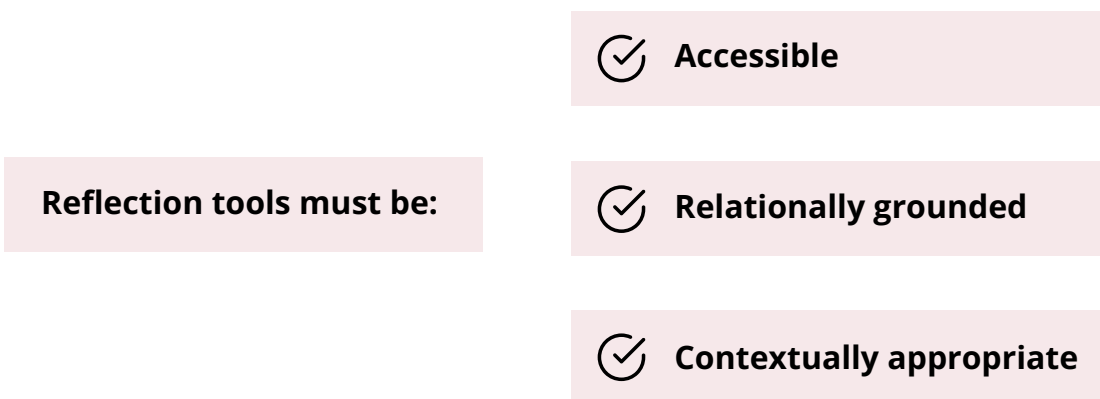 Reflection tools must be:
Accessible
Relationally grounded
Contextually appropriate